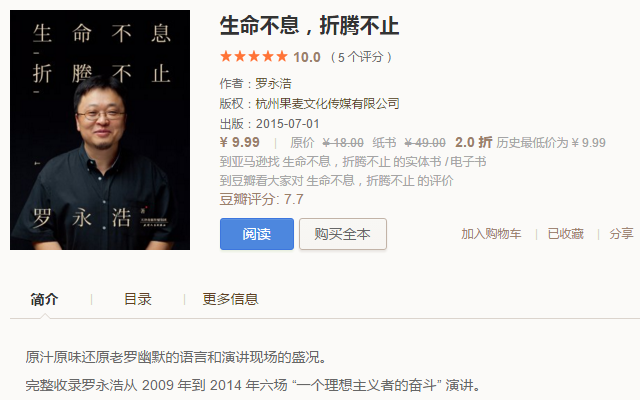 生命不息
折腾不止
罗永浩
生命不息，折腾不止
10.0 （5 个评分）
作者：罗永浩
版权：杭州果麦文化传媒有限公司
出版：2015-07-01
¥ 9.99 | 原价 ¥ 18.00 纸书 ¥ 49.00 2.0 折 历史最低价为 ¥ 9.99
到亚马逊找 生命不息，折腾不止 的实体书 / 电子书
到豆瓣看大家对 生命不息，折腾不止 的评价
豆瓣评分: 7.7
阅读 购买全本 加入购物车 | 已收藏 | 分享
简介 | 目录 | 更多信息
原汁原味还原老罗幽默的语言和演讲现场的盛况。
完整收录罗永浩从 2009 年到 2014 年六场 “一个理想主义者的奋斗” 演讲。